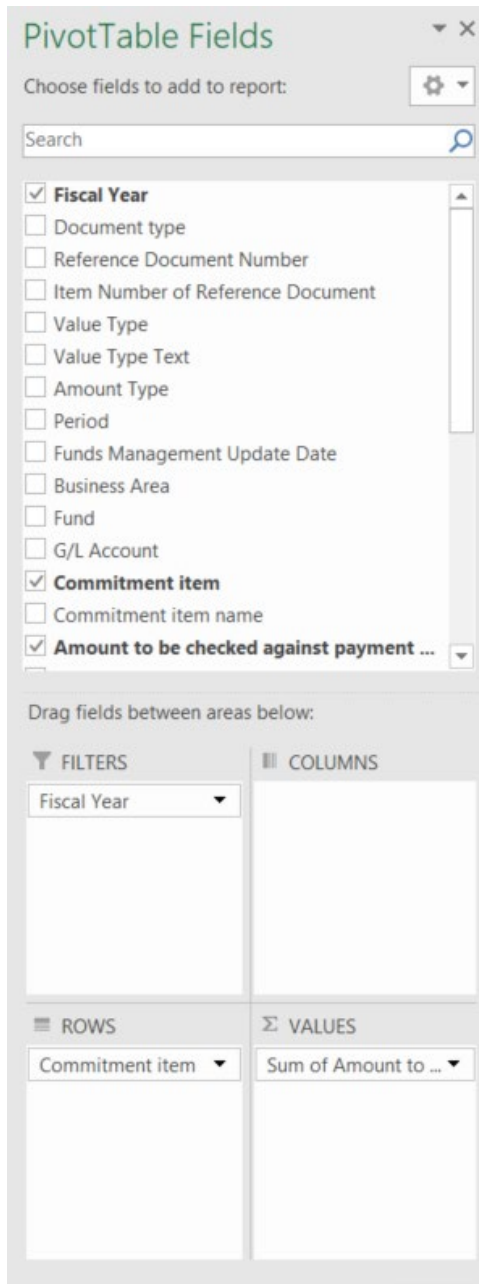 PivotTable Fields
Choose fields to add to report:
Search
Fiscal Year
Document type
Reference Document Number
Item Number of Reference Document
Value Type
Value Type Text
Amount Type
Period
Funds Management Update Date
Business Area
Fund
G/L Account
Commitment item
Commitment item name
Amount to be checked against payment ...
Drag fields between areas below:
FILTERS
Fiscal Year
COLUMNS
ROWS
Commitment item
Σ VALUES
Sum of Amount to ...